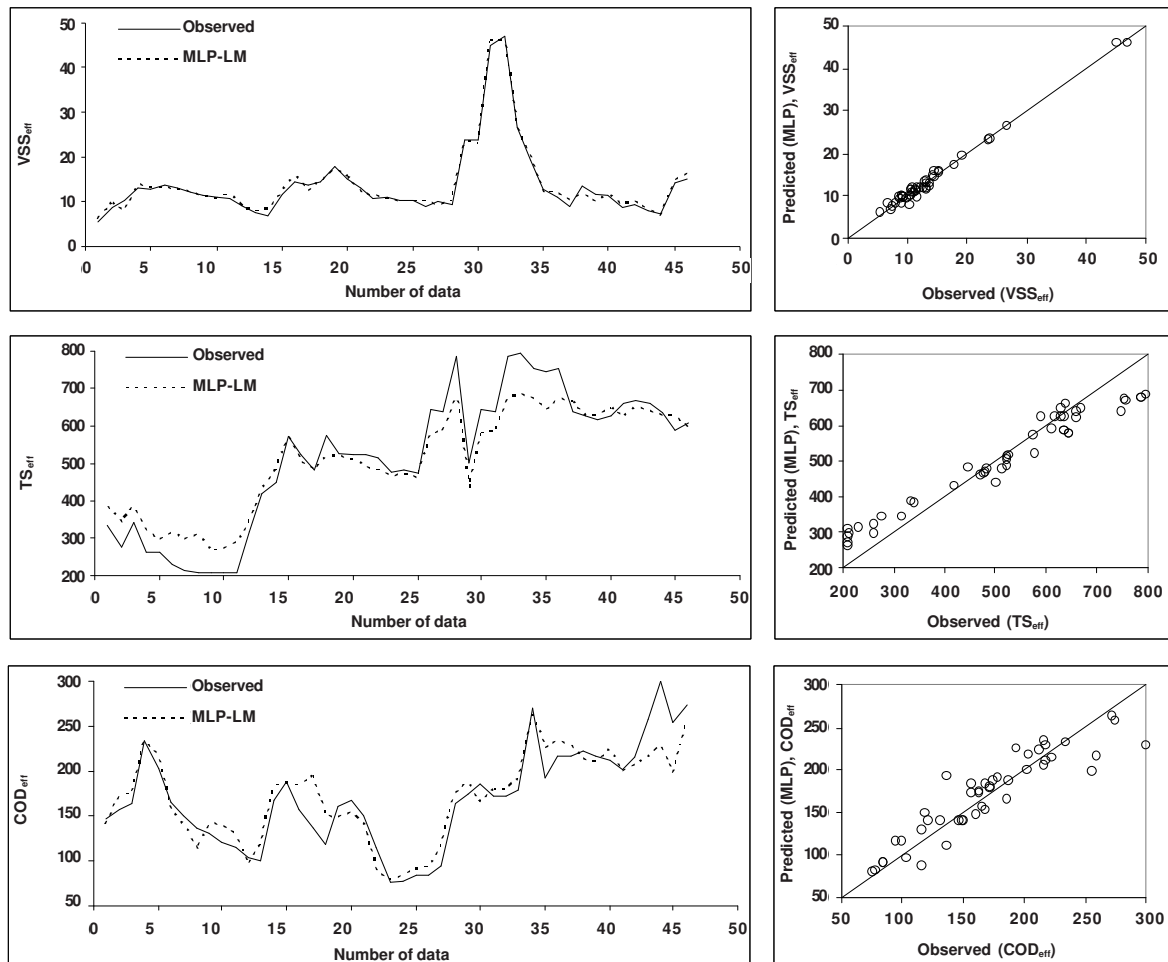 50
40
30
20
10
0
VSSeff
Observed
MLP-LM
0 5 10 15 20 25 30 35 40 45 50
Number of data
50
40
30
20
10
0
Predicted (MLP), VSSeff
0 10 20 30 40 50
Observed (VSSeff)
800
700
600
500
400
300
200
TSeff
Observed
MLP-LM
0 5 10 15 20 25 30 35 40 45 50
Number of data
800
700
600
500
400
300
200
Predicted (MLP), TSeff
200 300 400 500 600 700 800
Observed (TSeff)
300
250
200
150
100
50
CODeff
Observed
MLP-LM
0 5 10 15 20 25 30 35 40 45 50
Number of data
300
250
200
150
100
50
Predicted (MLP), CODeff
50 100 150 200 250 300
Observed (CODeff)